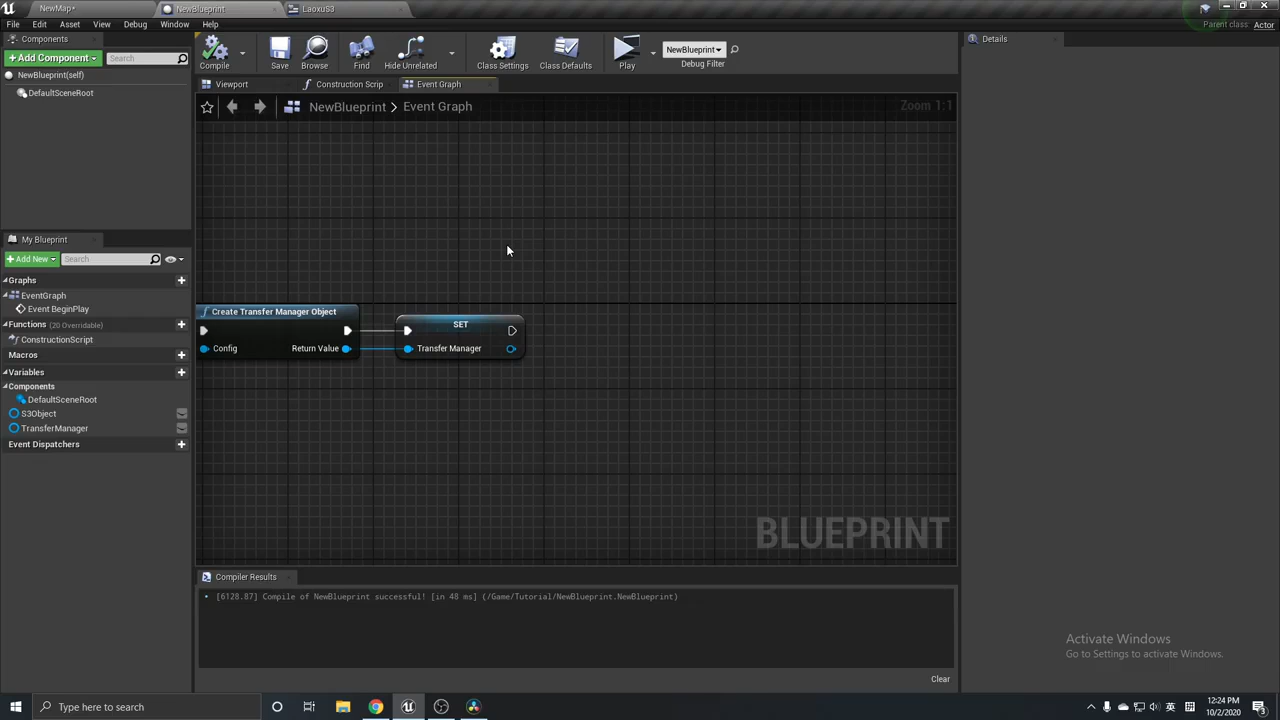 NewMap*
NewBlueprint
LaoxuS3
File
Edit
Asset
View
Debug
Window
Help
Parent class:
Actor
Components
+Add Component
Search
NewBlueprint(self)
DefaultSceneRoot
Compile
Save
Browse
Find
Hide Unrelated
Class Settings
Class Defaults
Play
NewBlueprint
Debug Filter
Details
Viewport
Construction Scrip
Event Graph
NewBlueprint > Event Graph
Zoom 1:1
My Blueprint
+Add New
Search
Graphs
EventGraph
Event BeginPlay
Functions (20 Overridable)
ConstructionScript
Macros
Variables
Components
DefaultSceneRoot
S3Object
TransferManager
Event Dispatchers
f Create Transfer Manager Object
Config
Return Value
SET
Transfer Manager
BLUEPRINT
Compiler Results
[6128.87] Compile of NewBlueprint successful! [in 48 ms] (/Game/Tutorial/NewBlueprint.NewBlueprint)
Clear
Activate Windows
Go to Settings to activate Windows.
Type here to search
英
12:24 PM
10/2/2020
3